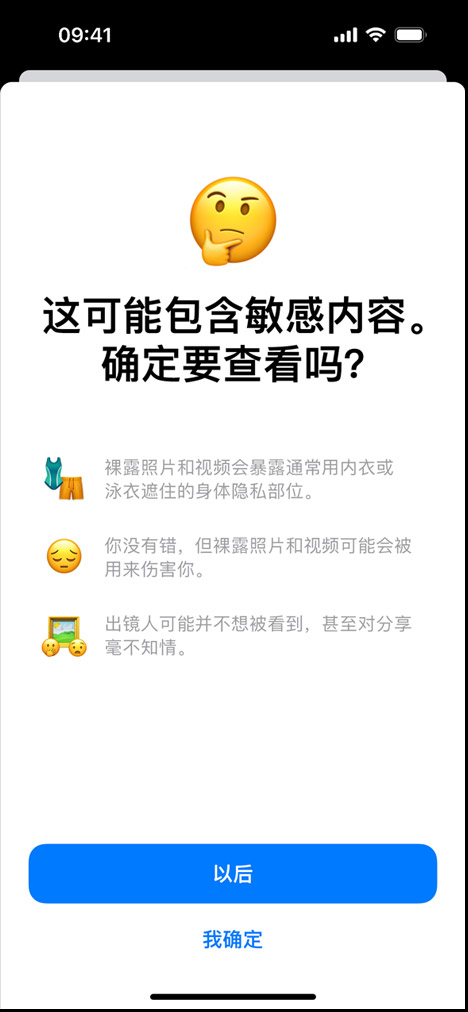 09:41
这可能包含敏感内容。
确定要查看吗？
裸露照片和视频会暴露通常用内衣或
泳衣遮住的身体隐私部位。
你没有错，但裸露照片和视频可能会被
用来伤害你。
出镜人可能并不想被看到，甚至对分享
毫不知情。
以后
我确定